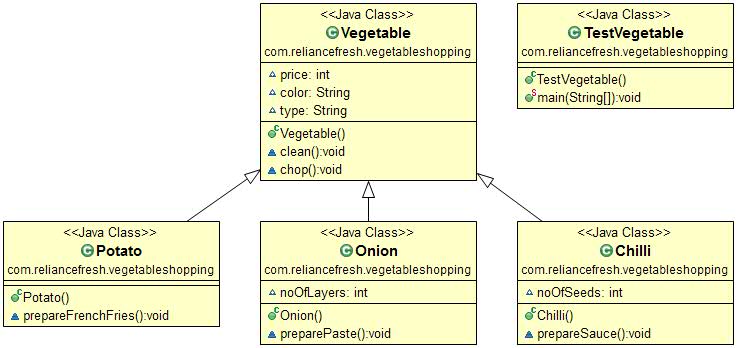 <<Java Class>>
Vegetable
com.reliancefresh.vegetableshopping
price: int
color: String
type: String
Vegetable()
clean():void
chop():void
<<Java Class>>
TestVegetable
com.reliancefresh.vegetableshopping
TestVegetable()
main(String[]):void
<<Java Class>>
Potato
com.reliancefresh.vegetableshopping
Potato()
prepareFrenchFries():void
<<Java Class>>
Onion
com.reliancefresh.vegetableshopping
noOfLayers: int
Onion()
preparePaste():void
<<Java Class>>
Chilli
com.reliancefresh.vegetableshopping
noOfSeeds: int
Chilli()
prepareSauce():void